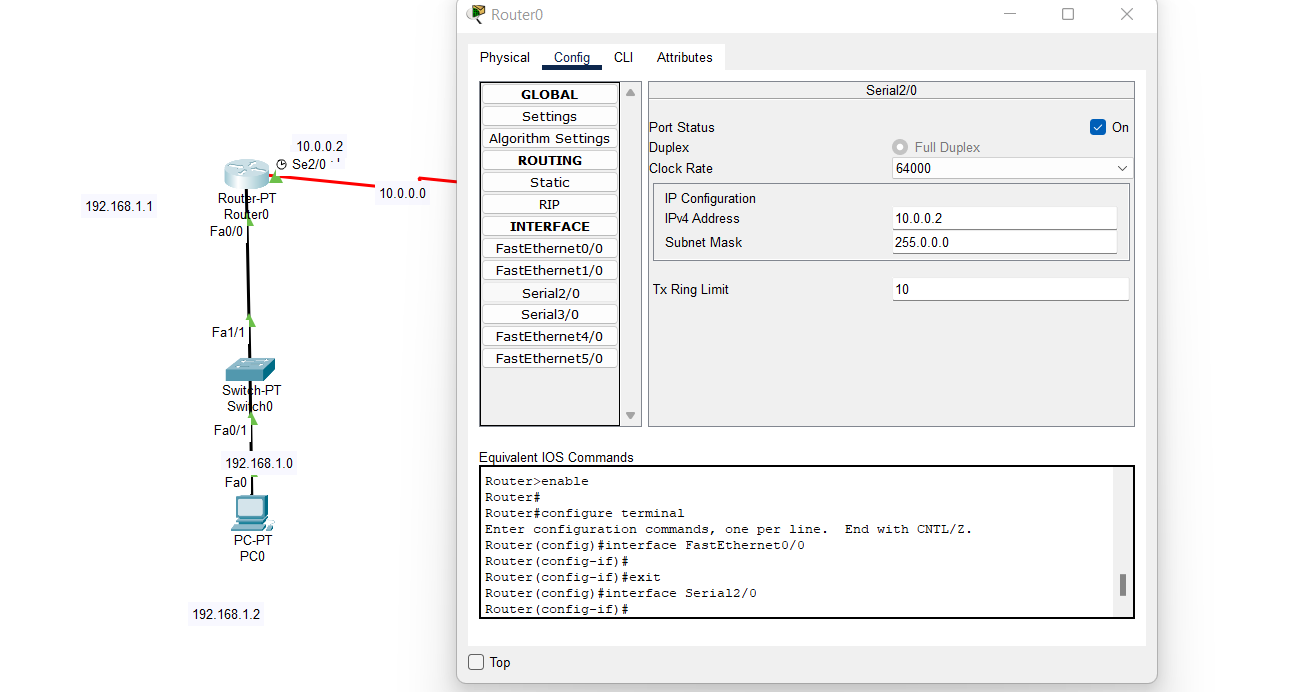 10.0.0.2
Se2/0
10.0.0.0
192.168.1.1
Router-PT
Router0
Fa0/0
Fa1/1
Switch-PT
Switch0
Fa0/1
192.168.1.0
Fa0
PC-PT
PC0
192.168.1.2
Router0
Physical Config CLI Attributes
GLOBAL
Settings
Algorithm Settings
ROUTING
Static
RIP
INTERFACE
FastEthernet0/0
FastEthernet1/0
Serial2/0
Serial3/0
FastEthernet4/0
FastEthernet5/0
Serial2/0
Port Status On
Duplex Full Duplex
Clock Rate 64000
IP Configuration
IPv4 Address 10.0.0.2
Subnet Mask 255.0.0.0
Tx Ring Limit 10
Equivalent IOS Commands
Router>enable
Router#
Router#configure terminal
Enter configuration commands, one per line.  End with CNTL/Z.
Router(config)#interface FastEthernet0/0
Router(config-if)#
Router(config-if)#exit
Router(config)#interface Serial2/0
Router(config-if)#
Top